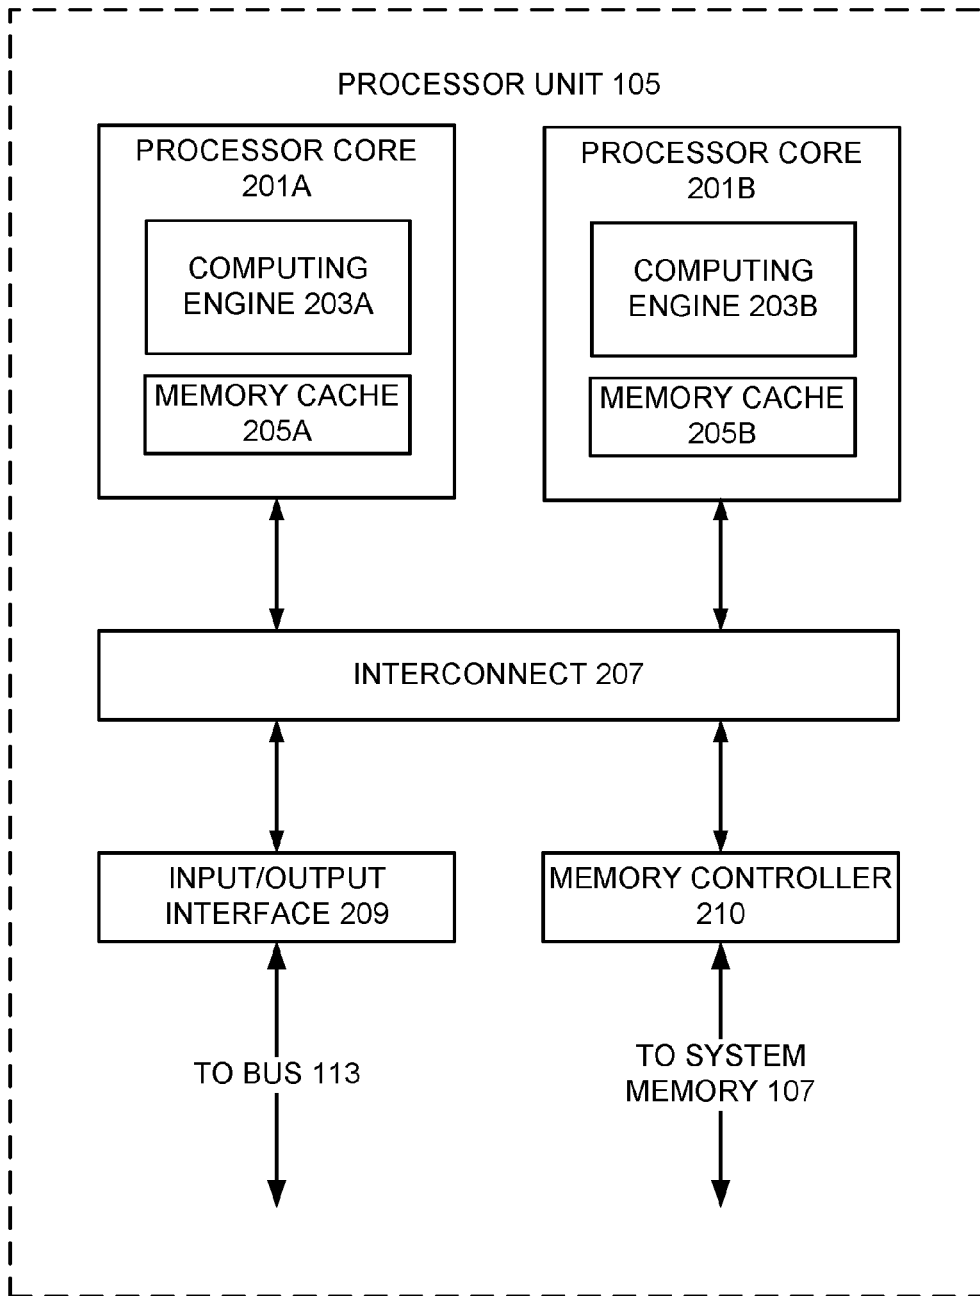 PROCESSOR UNIT 105
PROCESSOR CORE
201A
COMPUTING
ENGINE 203A
MEMORY CACHE
205A
PROCESSOR CORE
201B
COMPUTING
ENGINE 203B
MEMORY CACHE
205B
INTERCONNECT 207
INPUT/OUTPUT
INTERFACE 209
MEMORY CONTROLLER
210
TO BUS 113
TO SYSTEM
MEMORY 107